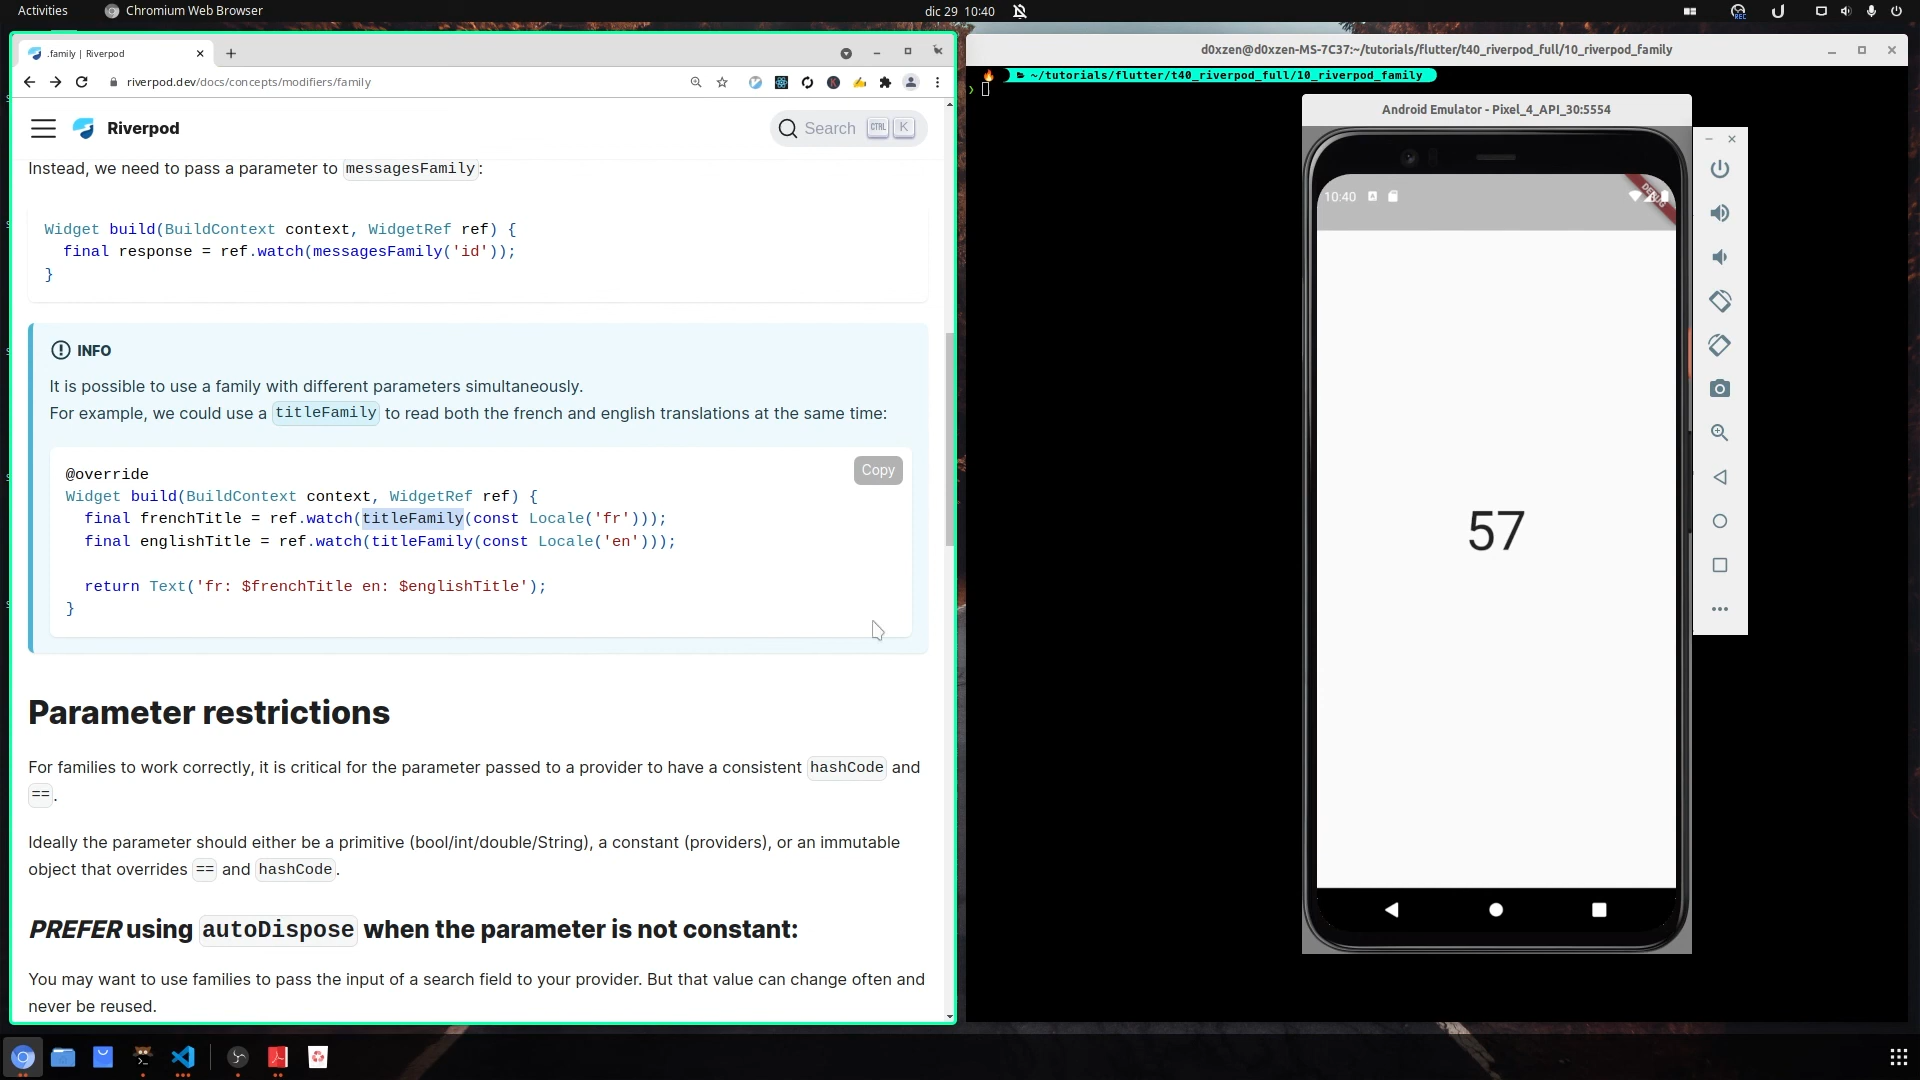 Activities
Chromium Web Browser
dic 29 10:40
.family | Riverpod
riverpod.dev/docs/concepts/modifiers/family
Riverpod
Search CTRL K
Instead, we need to pass a parameter to messagesFamily:
Widget build(BuildContext context, WidgetRef ref) {
final response = ref.watch(messagesFamily('id'));
}
INFO
It is possible to use a family with different parameters simultaneously.
For example, we could use a titleFamily to read both the french and english translations at the same time:
Copy
@override
Widget build(BuildContext context, WidgetRef ref) {
final frenchTitle = ref.watch(titleFamily(const Locale('fr')));
final englishTitle = ref.watch(titleFamily(const Locale('en')));
return Text('fr: $frenchTitle en: $englishTitle');
}
Parameter restrictions
For families to work correctly, it is critical for the parameter passed to a provider to have a consistent hashCode and
==.
Ideally the parameter should either be a primitive (bool/int/double/String), a constant (providers), or an immutable
object that overrides == and hashCode.
PREFER using autoDispose when the parameter is not constant:
You may want to use families to pass the input of a search field to your provider. But that value can change often and
never be reused.
d0xzen@d0xzen-MS-7C37:~/tutorials/flutter/t40_riverpod_full/10_riverpod_family
~/tutorials/flutter/t40_riverpod_full/10_riverpod_family
Android Emulator - Pixel_4_API_30:5554
10:40
DEBUG
57